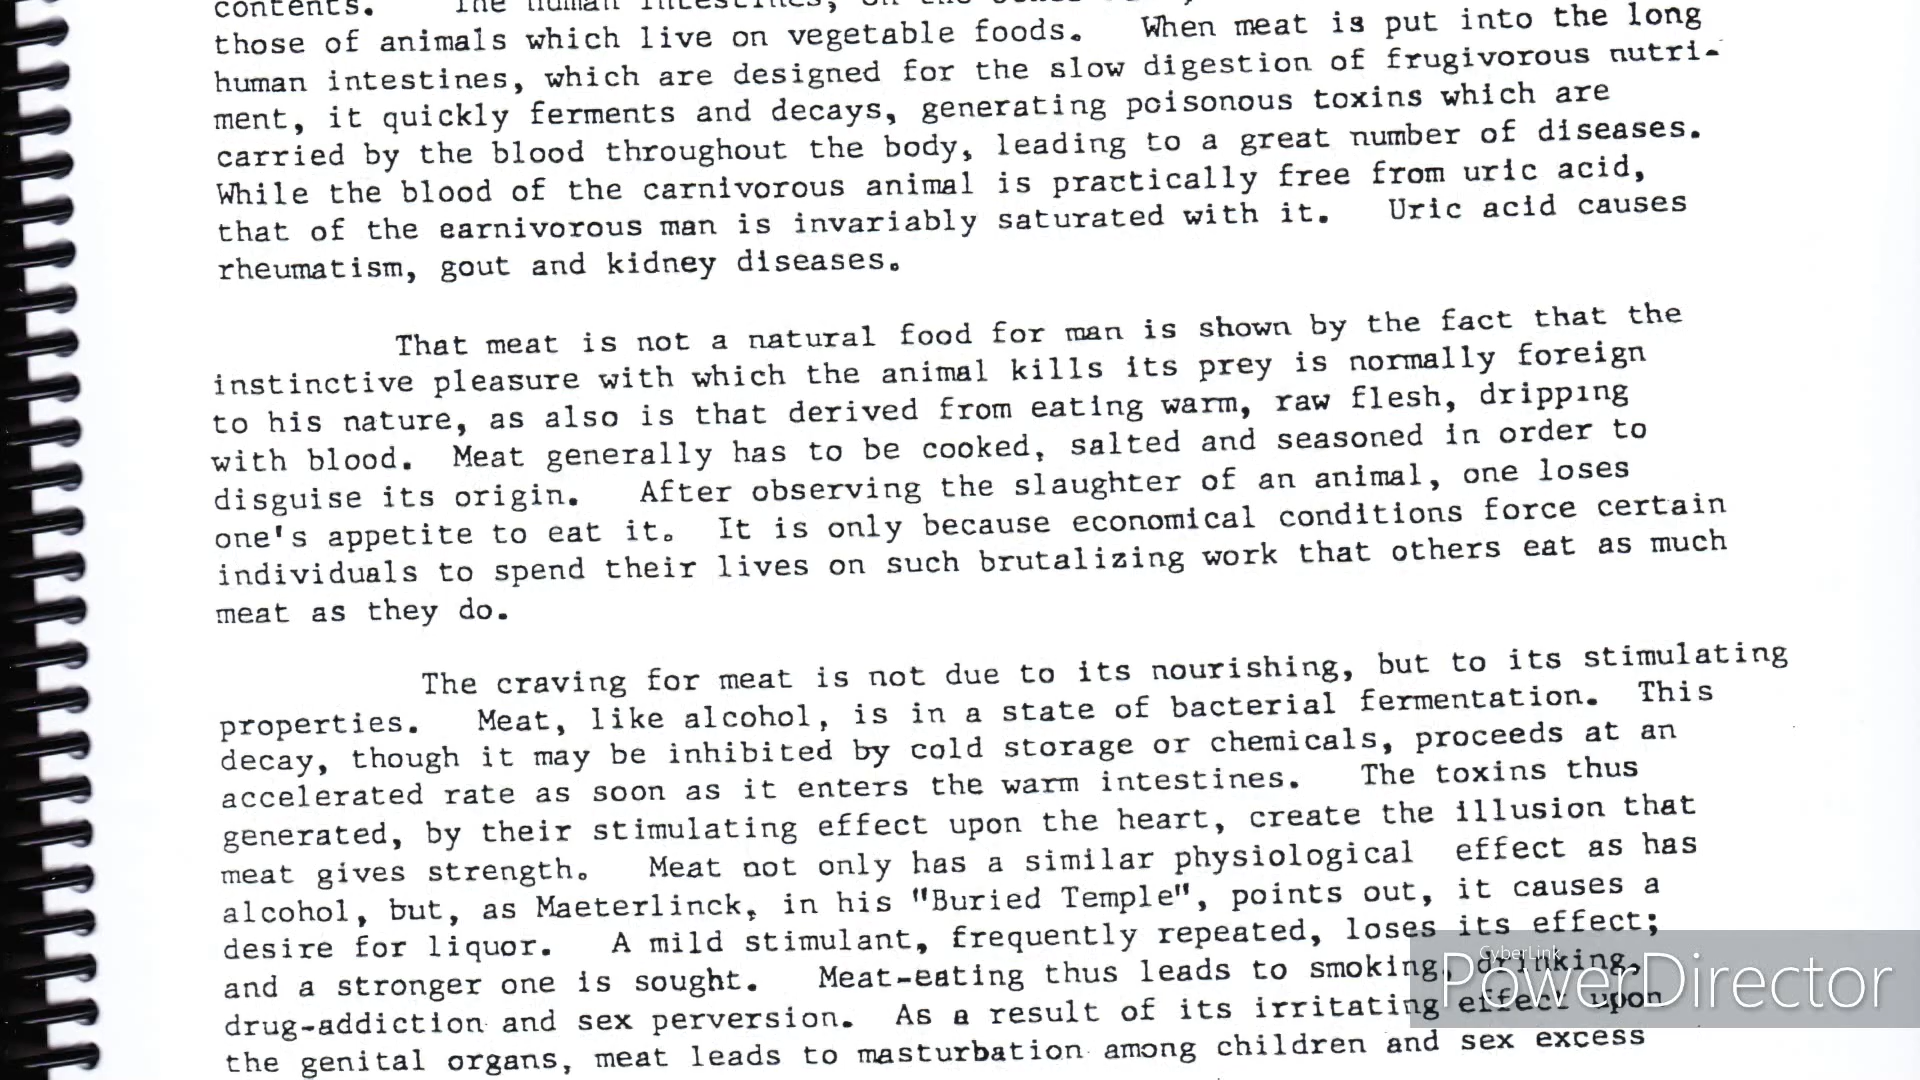 contents.    The human intestines,
those of animals which live on vegetable foods.   When meat is put into the long
human intestines, which are designed for the slow digestion of frugivorous nutri-
ment, it quickly ferments and decays, generating poisonous toxins which are
carried by the blood throughout the body, leading to a great number of diseases.
While the blood of the carnivorous animal is practically free from uric acid,
that of the earnivorous man is invariably saturated with it.   Uric acid causes
rheumatism, gout and kidney diseases.
That meat is not a natural food for man is shown by the fact that the
instinctive pleasure with which the animal kills its prey is normally foreign
to his nature, as also is that derived from eating warm, raw flesh, dripping
with blood.  Meat generally has to be cooked, salted and seasoned in order to
disguise its origin.   After observing the slaughter of an animal, one loses
one's appetite to eat it.  It is only because economical conditions force certain
individuals to spend their lives on such brutalizing work that others eat as much
meat as they do.
The craving for meat is not due to its nourishing, but to its stimulating
properties.   Meat, like alcohol, is in a state of bacterial fermentation.  This
decay, though it may be inhibited by cold storage or chemicals, proceeds at an
accelerated rate as soon as it enters the warm intestines.   The toxins thus
generated, by their stimulating effect upon the heart, create the illusion that
meat gives strength.   Meat not only has a similar physiological  effect as has
alcohol, but, as Maeterlinck, in his "Buried Temple", points out, it causes a
desire for liquor.   A mild stimulant, frequently repeated, loses its effect;
and a stronger one is sought.   Meat-eating thus leads to smoking, drinking,
drug-addiction and sex perversion.  As a result of its irritating effect upon
the genital organs, meat leads to masturbation among children and sex excess
CyberLink
PowerDirector